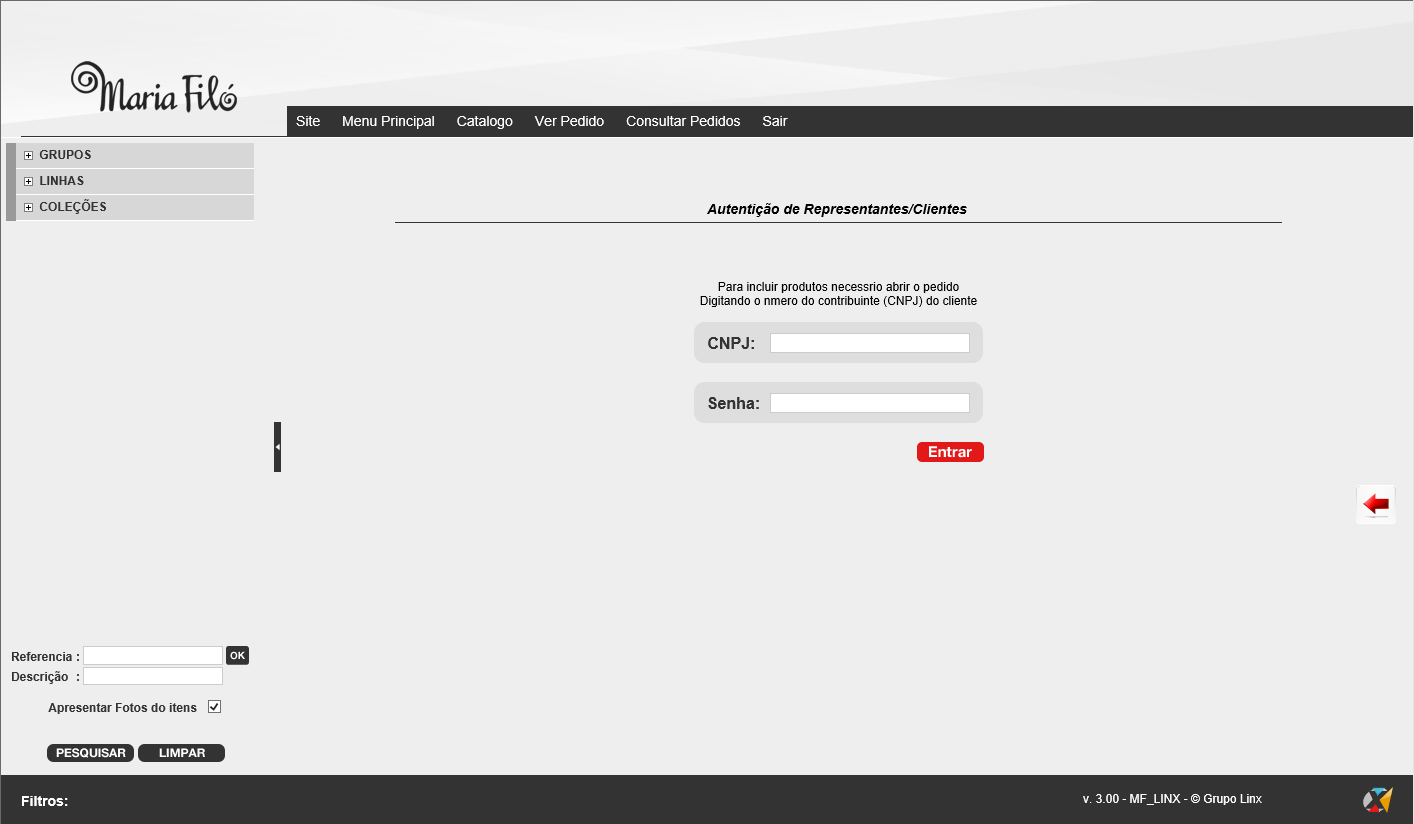 Maria Filó
Site Menu Principal Catalogo Ver Pedido Consultar Pedidos Sair
GRUPOS
LINHAS
COLEÇÕES
Autentição de Representantes/Clientes
Para incluir produtos necessrio abrir o pedido
Digitando o nmero do contribuinte (CNPJ) do cliente
CNPJ:
Senha:
Entrar
Referencia : OK
Descrição :
Apresentar Fotos do itens
PESQUISAR LIMPAR
Filtros: v. 3.00 - MF_LINX - © Grupo Linx